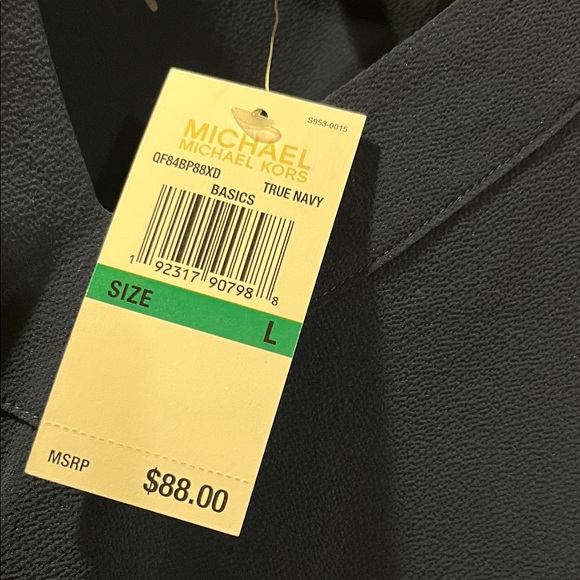 S953-0015
MICHAEL
MICHAEL KORS
QF84BP88XD TRUE NAVY
BASICS
1 92317 90798 8
SIZE L
MSRP $88.00